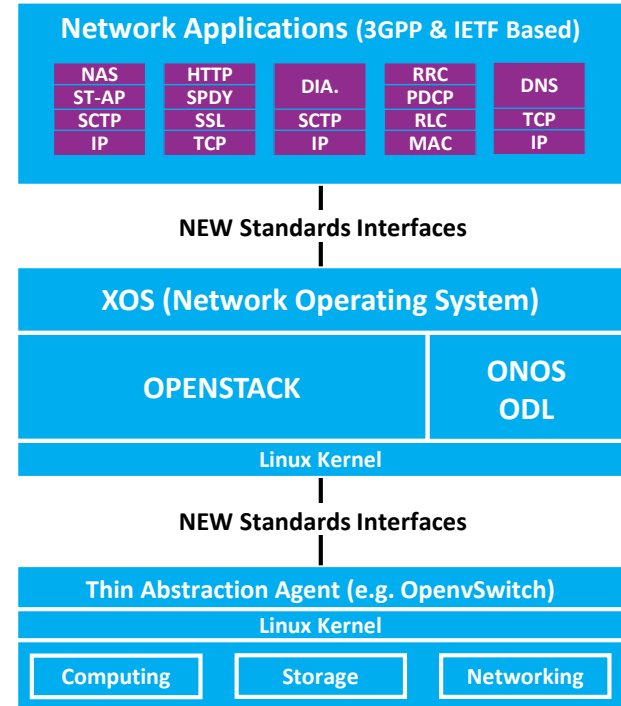 Network Applications (3GPP & IETF Based)
NAS
ST-AP
SCTP
IP
HTTP
SPDY
SSL
TCP
DIA.
SCTP
IP
RRC
PDCP
RLC
MAC
DNS
TCP
IP
NEW Standards Interfaces
XOS (Network Operating System)
OPENSTACK
ONOS
ODL
Linux Kernel
NEW Standards Interfaces
Thin Abstraction Agent (e.g. OpenvSwitch)
Linux Kernel
Computing
Storage
Networking